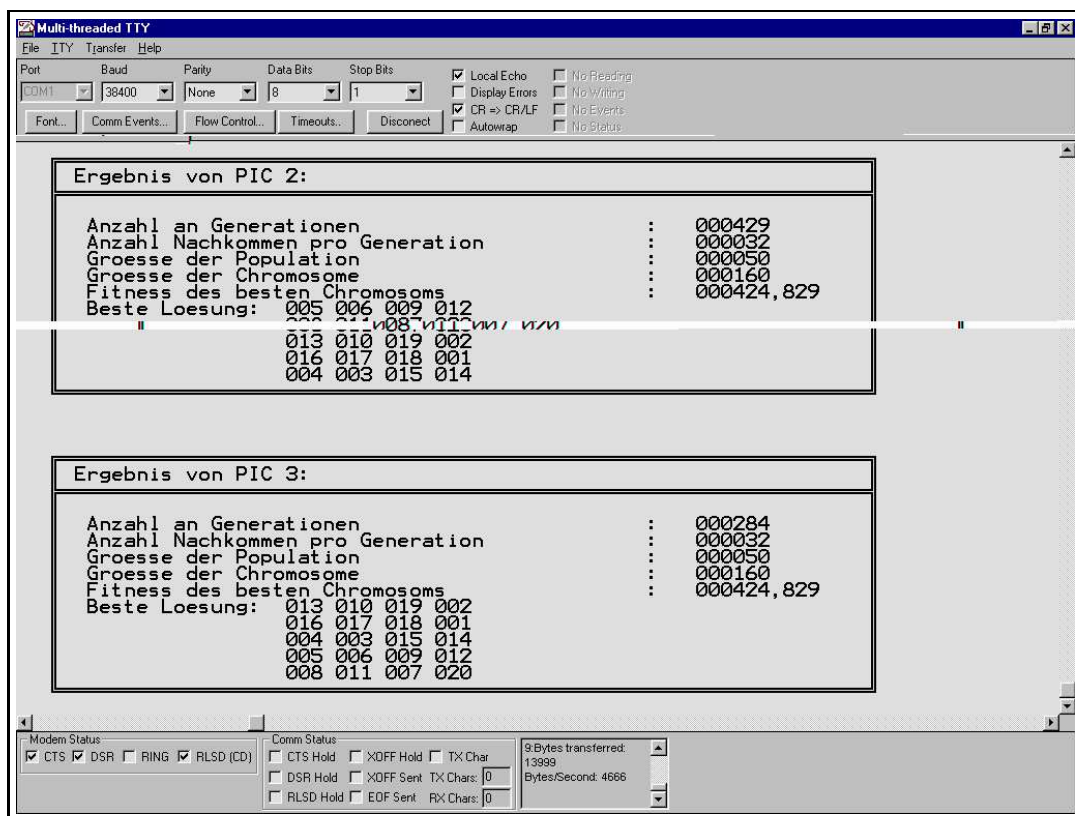 Multi-threaded TTY
File TTY Transfer Help
Port Baud Parity Data Bits Stop Bits
COM1 38400 None 8 1
Local Echo No Reading
Display Errors No Writing
CR => CR/LF No Events
Autowrap No Status
Font... Comm Events... Flow Control... Timeouts.. Disconect
Ergebnis von PIC 2:
Anzahl an Generationen : 000429
Anzahl Nachkommen pro Generation : 000032
Groesse der Population : 000050
Groesse der Chromosome : 000160
Fitness des besten Chromosoms : 000424,829
Beste Loesung: 005 006 009 012
013 010 019 002
016 017 018 001
004 003 015 014
Ergebnis von PIC 3:
Anzahl an Generationen : 000284
Anzahl Nachkommen pro Generation : 000032
Groesse der Population : 000050
Groesse der Chromosome : 000160
Fitness des besten Chromosoms : 000424,829
Beste Loesung: 013 010 019 002
016 017 018 001
004 003 015 014
005 006 009 012
008 011 007 020
Modem Status
CTS DSR RING RLSD (CD)
Comm Status
CTS Hold XOFF Hold TX Char
DSR Hold XOFF Sent TX Chars: 0
RLSD Hold EOF Sent RX Chars: 0
9:Bytes transferred:
13999
Bytes/Second: 4666